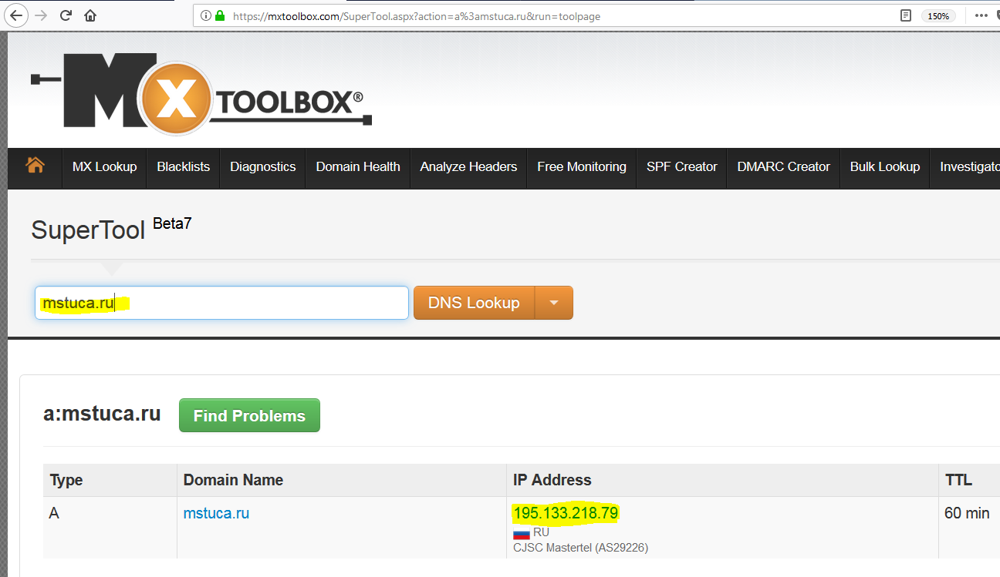 https://mxtoolbox.com/SuperTool.aspx?action=a%3amstuca.ru&run=toolpage 150%
MX TOOLBOX®
MX Lookup Blacklists Diagnostics Domain Health Analyze Headers Free Monitoring SPF Creator DMARC Creator Bulk Lookup Investigato
SuperTool Beta7
mstuca.ru DNS Lookup
a:mstuca.ru Find Problems
Type Domain Name IP Address TTL
A mstuca.ru 195.133.218.79 60 min
RU
CJSC Mastertel (AS29226)